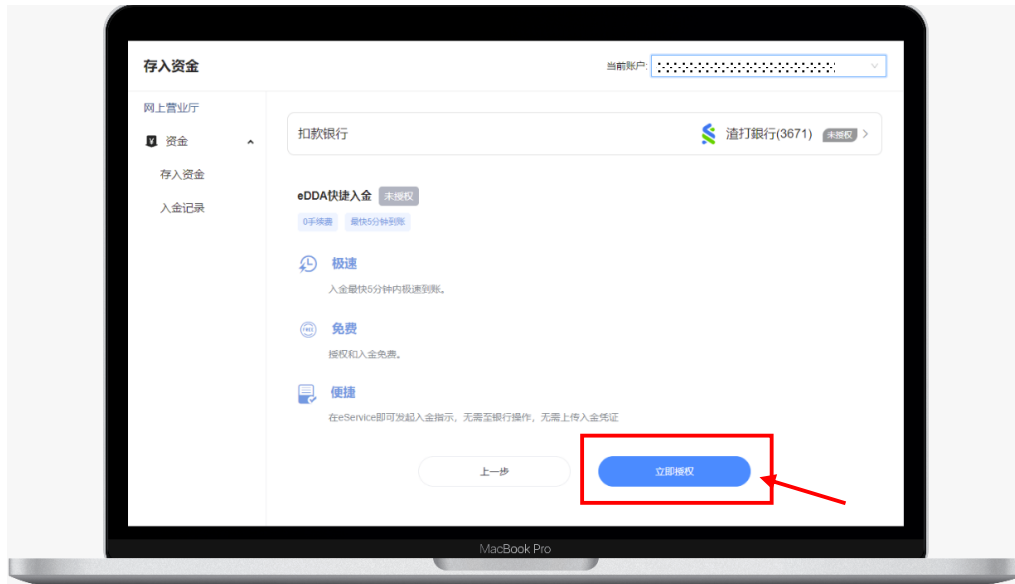 存入资金
当前账户:
网上营业厅
资金
存入资金
入金记录
扣款银行
渣打銀行(3671) 未授权
eDDA快捷入金 未授权
0手续费 最快5分钟到账
极速
入金最快5分钟内极速到账。
FREE 免费
授权和入金免费。
便捷
在eService即可发起入金指示，无需至银行操作，无需上传入金凭证
上一步 立即授权
MacBook Pro